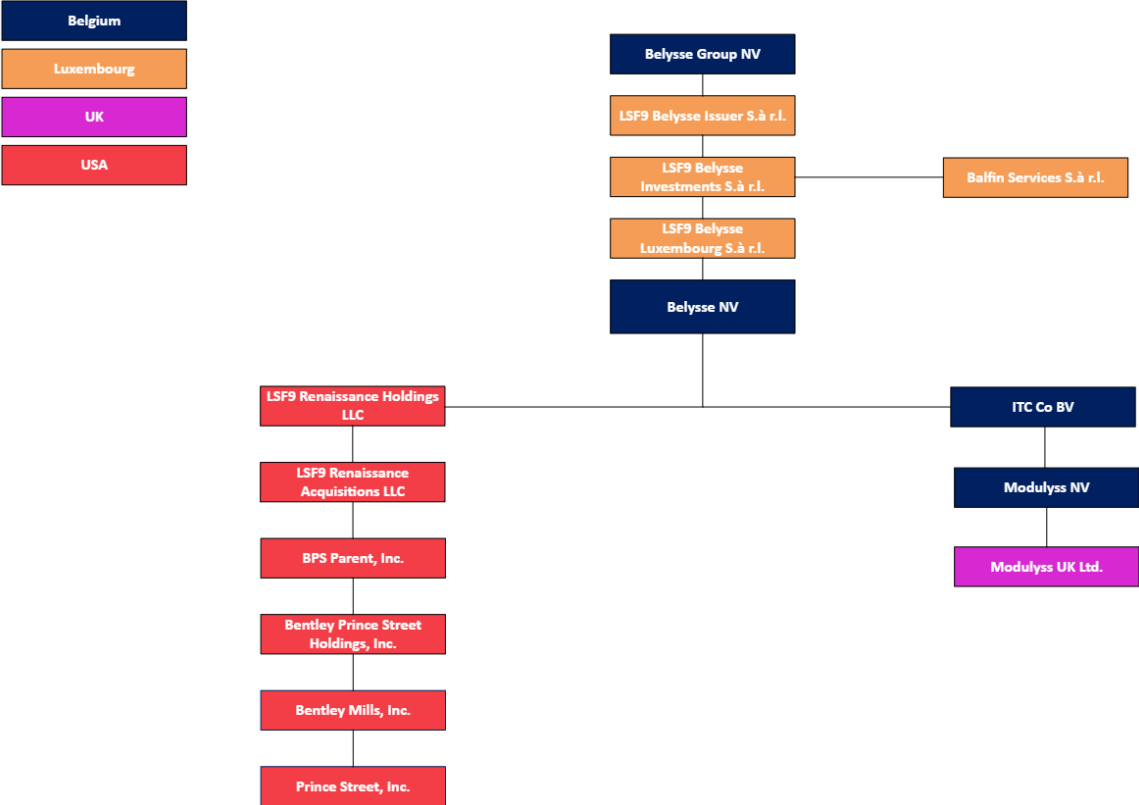 Belgium
Luxembourg
UK
USA
Belysse Group NV
LSF9 Belysse Issuer S.à r.l.
LSF9 Belysse
Investments S.à r.l.
Balfin Services S.à r.l.
LSF9 Belysse
Luxembourg S.à r.l.
Belysse NV
LSF9 Renaissance Holdings
LLC
ITC Co BV
LSF9 Renaissance
Acquisitions LLC
Modulyss NV
BPS Parent, Inc.
Modulyss UK Ltd.
Bentley Prince Street
Holdings, Inc.
Bentley Mills, Inc.
Prince Street, Inc.